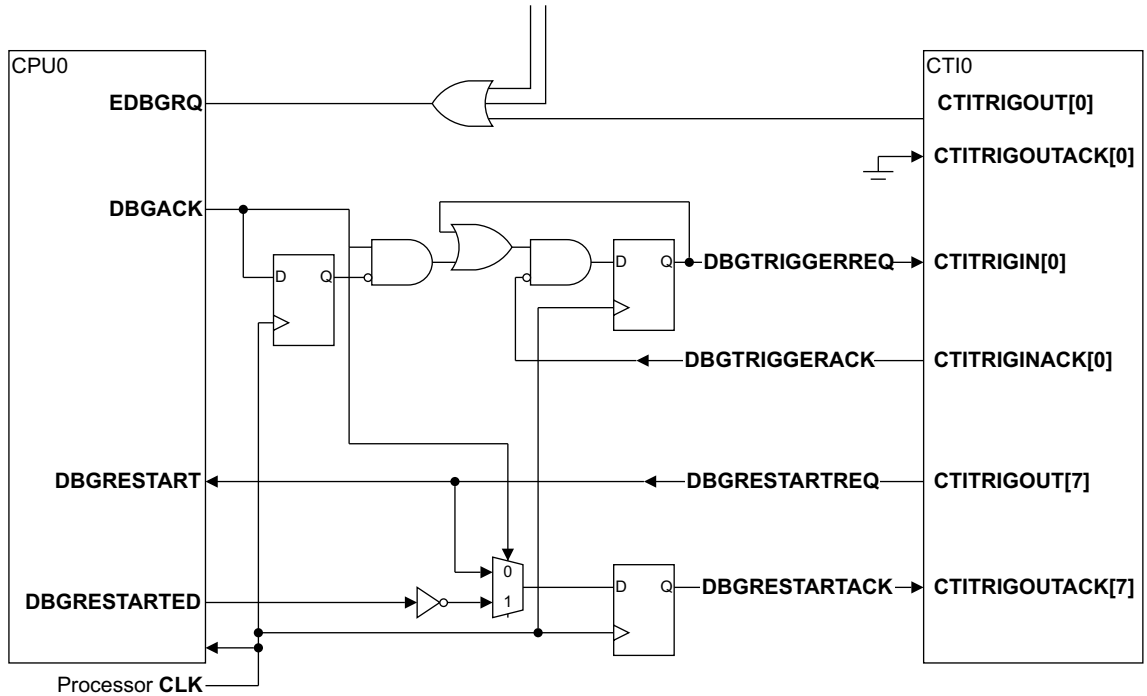 CPU0
CTI0
EDBGRQ
CTITRIGOUT[0]
CTITRIGOUTACK[0]
DBGACK
D Q
D Q
DBGTRIGGERREQ
CTITRIGIN[0]
DBGTRIGGERACK
CTITRIGINACK[0]
DBGRESTART
DBGRESTARTREQ
CTITRIGOUT[7]
0
1
D Q
DBGRESTARTACK
CTITRIGOUTACK[7]
DBGRESTARTED
Processor CLK